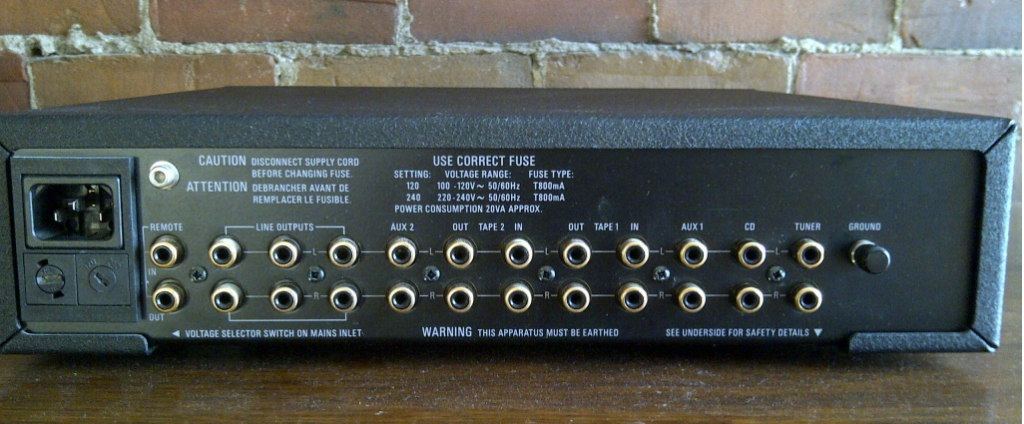 CAUTION DISCONNECT SUPPLY CORD
BEFORE CHANGING FUSE.
ATTENTION DEBRANCHER AVANT DE
REMPLACER LE FUSIBLE.
USE CORRECT FUSE
SETTING: VOLTAGE RANGE: FUSE TYPE:
120 100 -120V~ 50/60Hz T800mA
240 220-240V~ 50/60Hz T800mA
POWER CONSUMPTION 20VA APPROX.
REMOTE LINE OUTPUTS AUX 2 OUT TAPE 2 IN OUT TAPE 1 IN AUX 1 CD TUNER GROUND
L L L L L
IN
R R R R R
OUT
◄ VOLTAGE SELECTOR SWITCH ON MAINS INLET
WARNING THIS APPARATUS MUST BE EARTHED
SEE UNDERSIDE FOR SAFETY DETAILS ▼